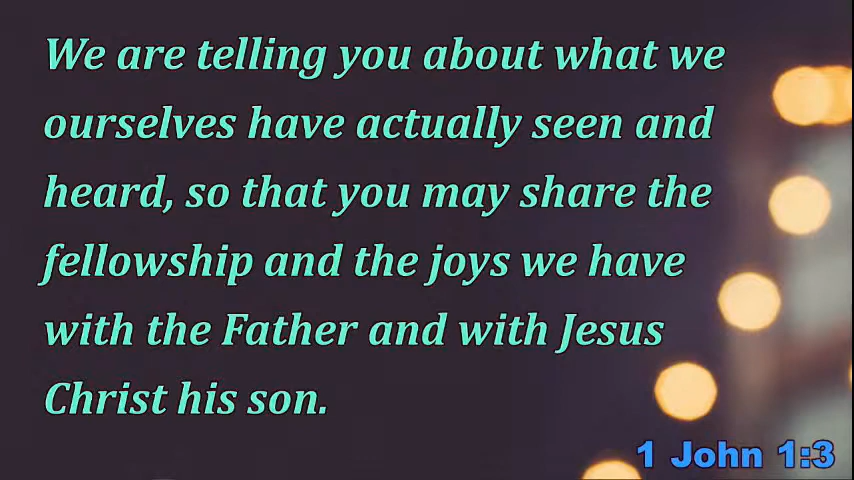 We are telling you about what we
ourselves have actually seen and
heard, so that you may share the
fellowship and the joys we have
with the Father and with Jesus
Christ his son.
1 John 1:3